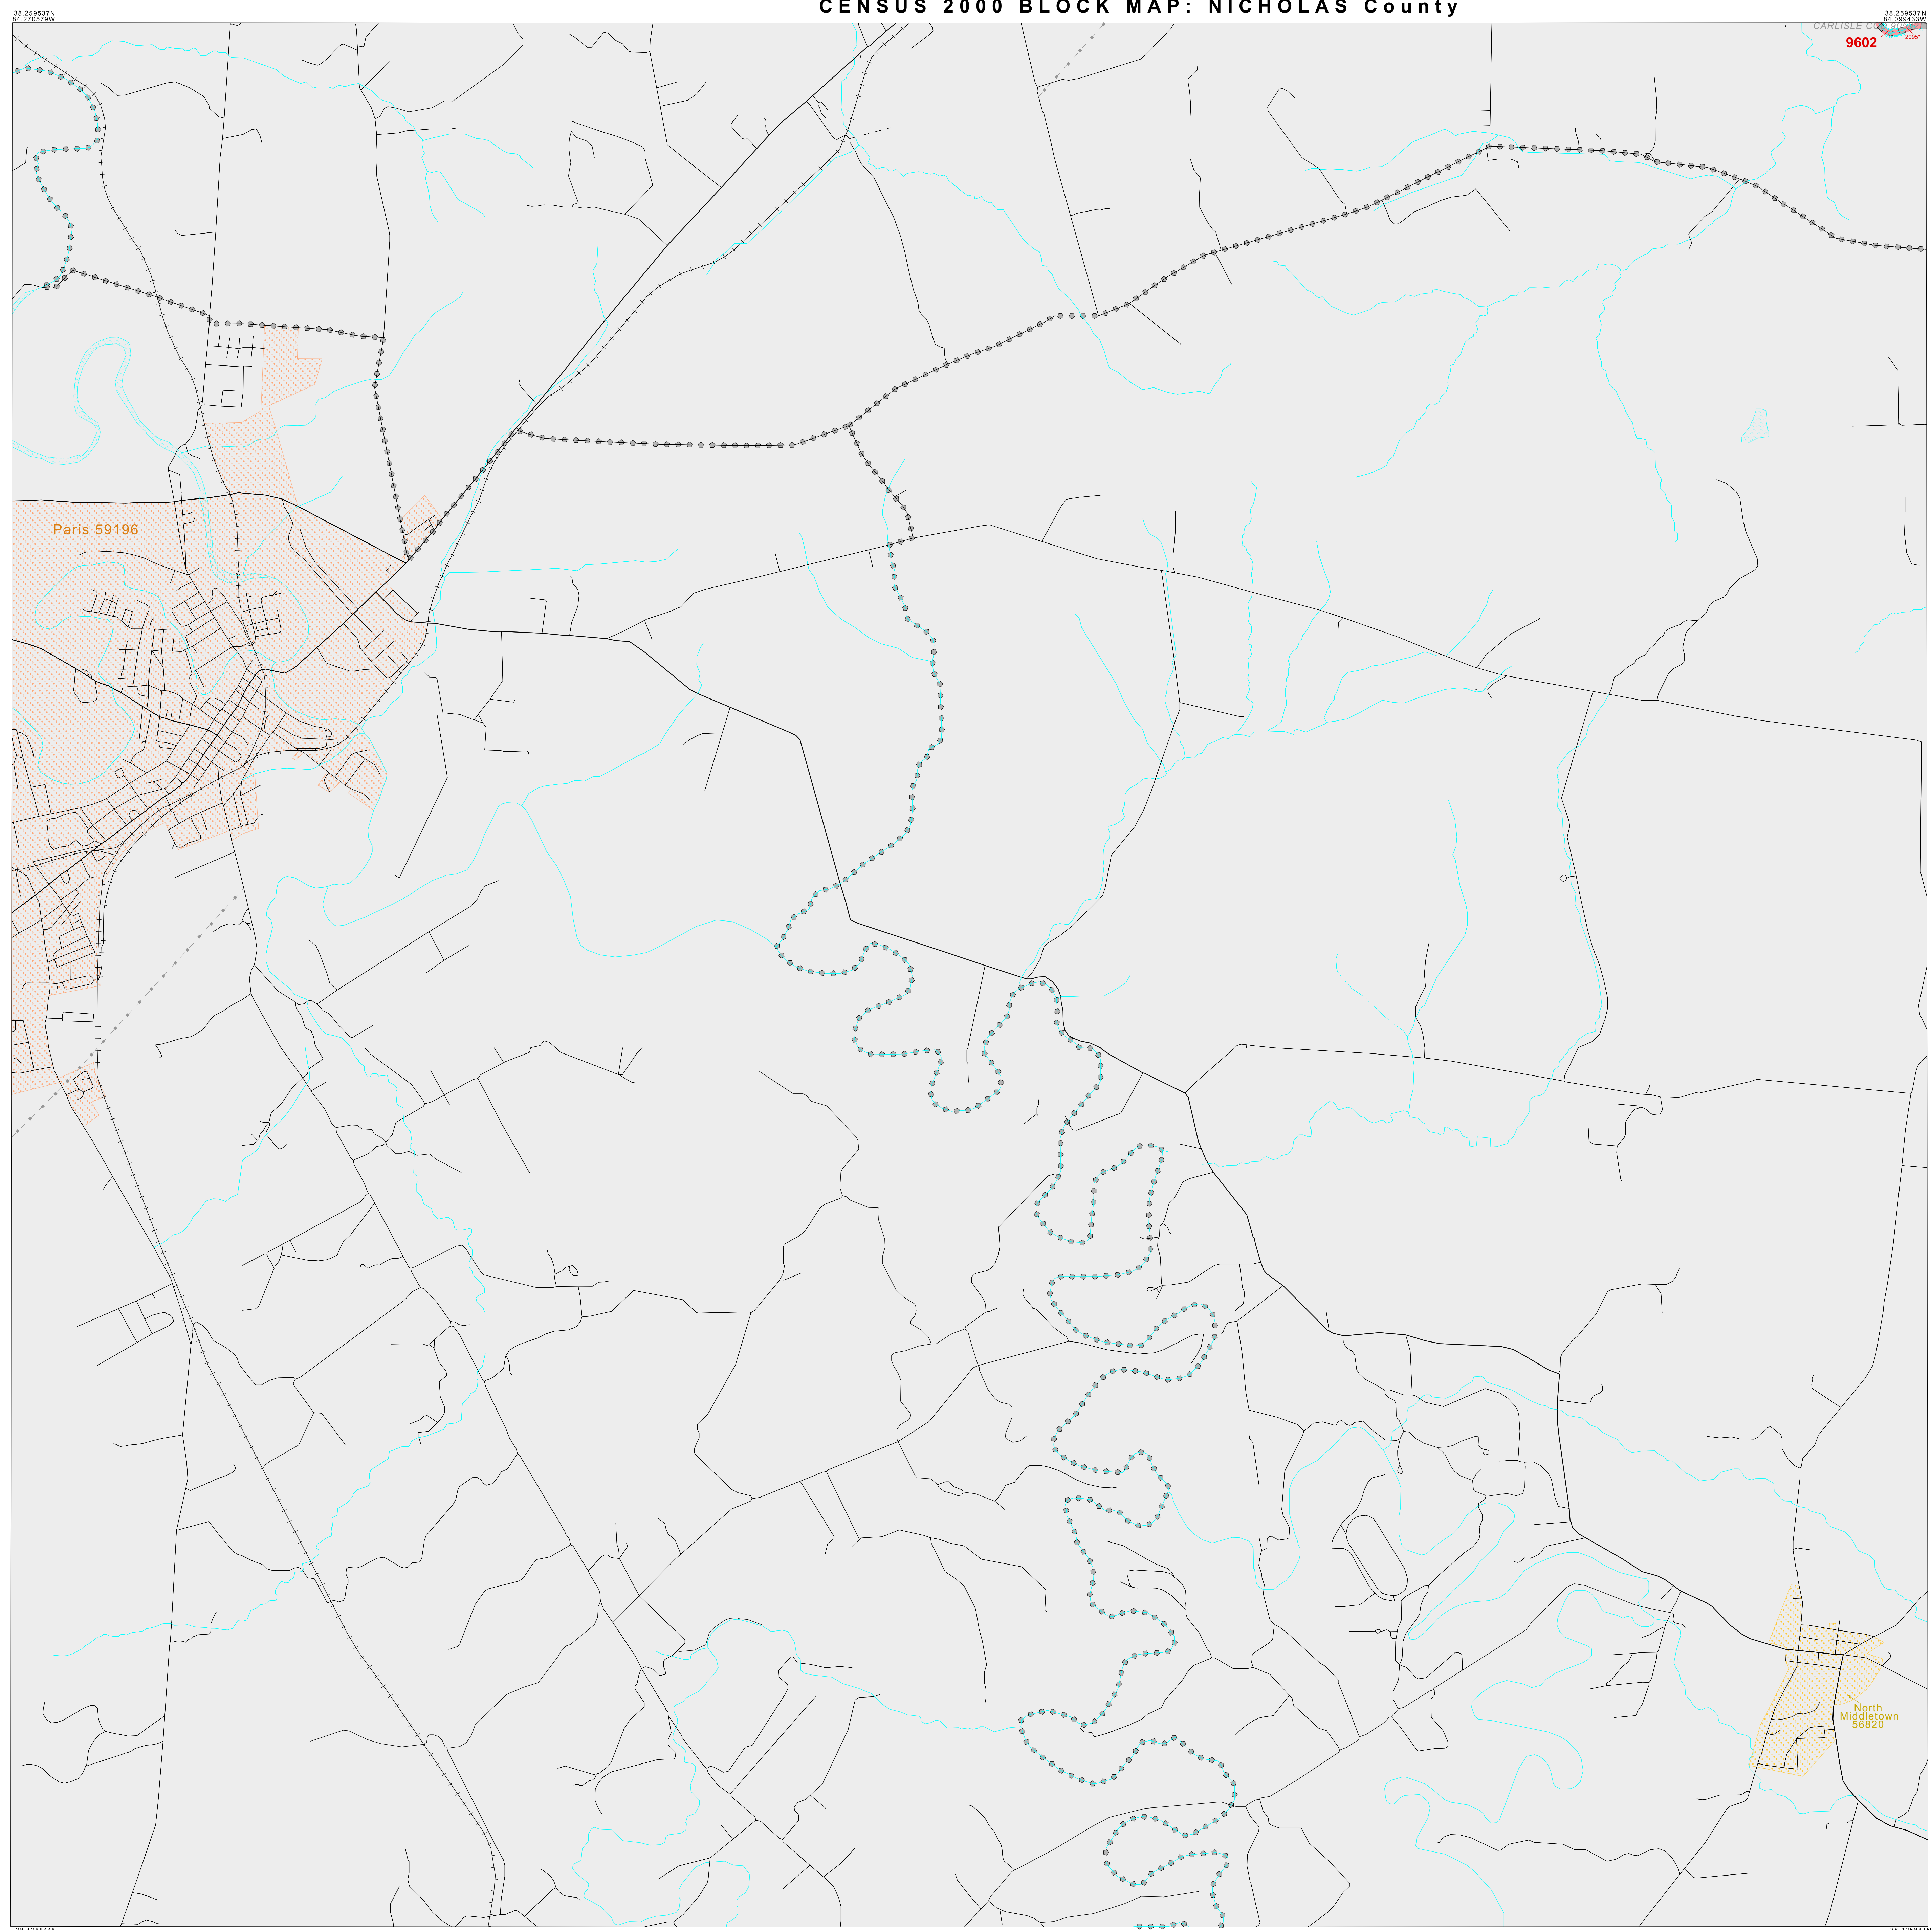 CENSUS 2000 BLOCK MAP: NICHOLAS County
38.259537N
84.270579W
38.259537N
84.099433W
9602
2095*
Paris 59196
North
Middletown
56820